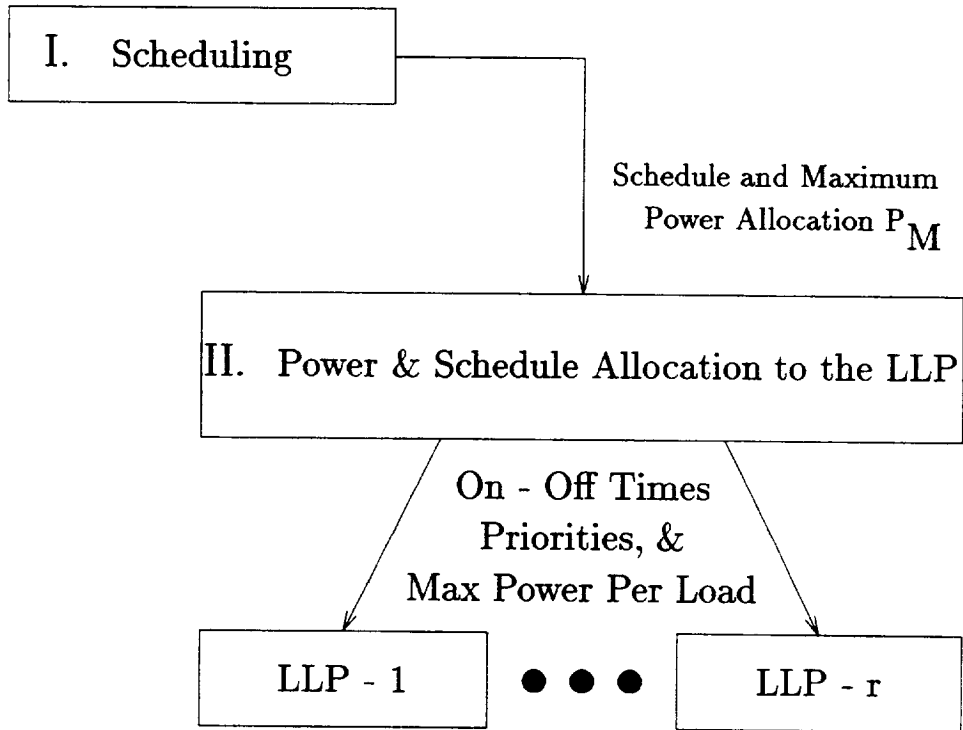 I. Scheduling
Schedule and Maximum
Power Allocation P_M
II. Power & Schedule Allocation to the LLP
On - Off Times
Priorities, &
Max Power Per Load
LLP - 1
LLP - r